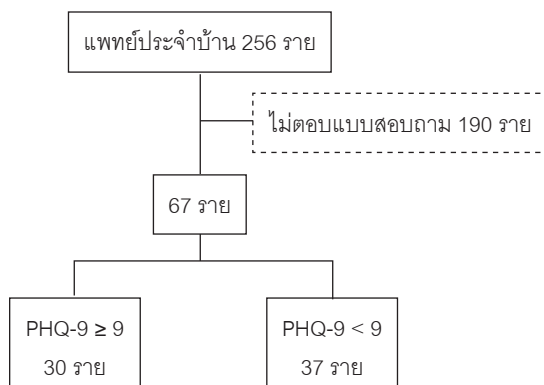 แพทย์ประจำบ้าน 256 ราย
ไม่ตอบแบบสอบถาม 190 ราย
67 ราย
PHQ-9 ≥ 9
30 ราย
PHQ-9 < 9
37 ราย